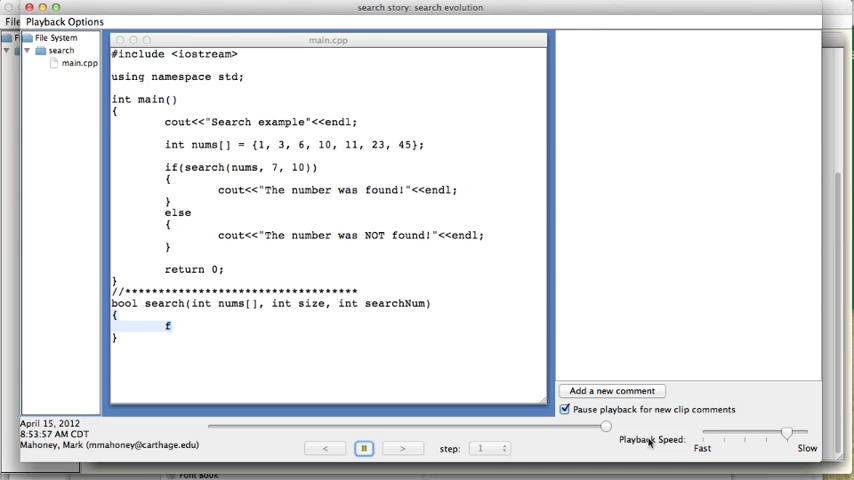 search story: search evolution
File
Playback Options
File System
search
main.cpp
main.cpp
#include <iostream>
using namespace std;
int main()
{
cout<<"Search example"<<endl;
int nums[] = {1, 3, 6, 10, 11, 23, 45};
if(search(nums, 7, 10))
{
cout<<"The number was found!"<<endl;
}
else
{
cout<<"The number was NOT found!"<<endl;
}
return 0;
}
//***********************************
bool search(int nums[], int size, int searchNum)
{
f
}
Add a new comment
Pause playback for new clip comments
April 15, 2012
8:53:57 AM CDT
Mahoney, Mark (mmahoney@carthage.edu)
Playback Speed:
Fast
Slow
<
>
step:
1
Font Book